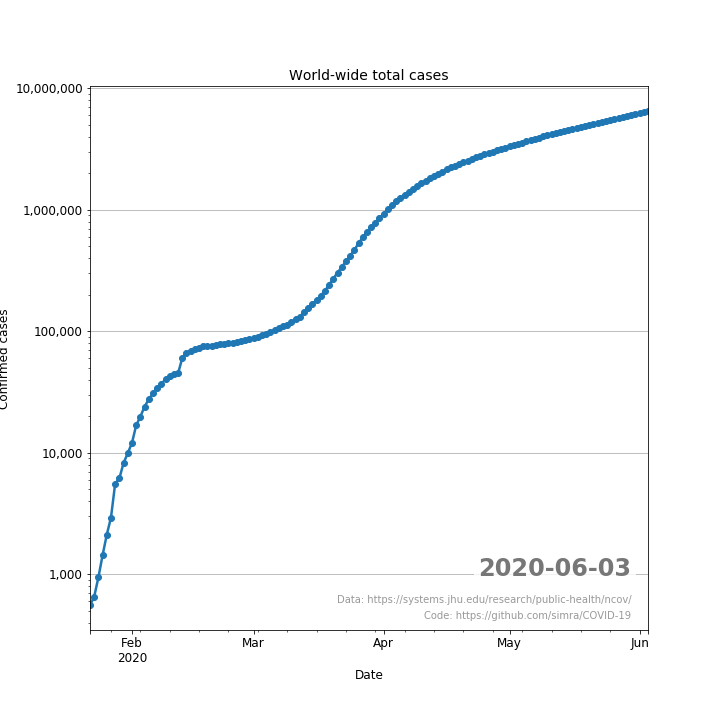 World-wide total cases
10,000,000
1,000,000
100,000
10,000
1,000
Confirmed cases
2020-06-03
Data: https://systems.jhu.edu/research/public-health/ncov/
Code: https://github.com/simra/COVID-19
Feb Mar Apr May Jun
2020
Date